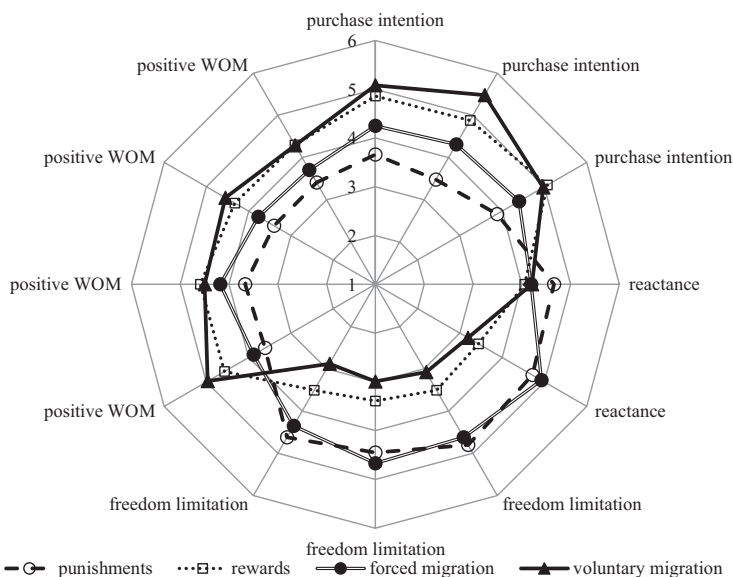 purchase intention
6
positive WOM
purchase intention
5
4
positive WOM
purchase intention
3
2
positive WOM
1
reactance
positive WOM
reactance
freedom limitation
freedom limitation
freedom limitation
punishments
rewards
forced migration
voluntary migration